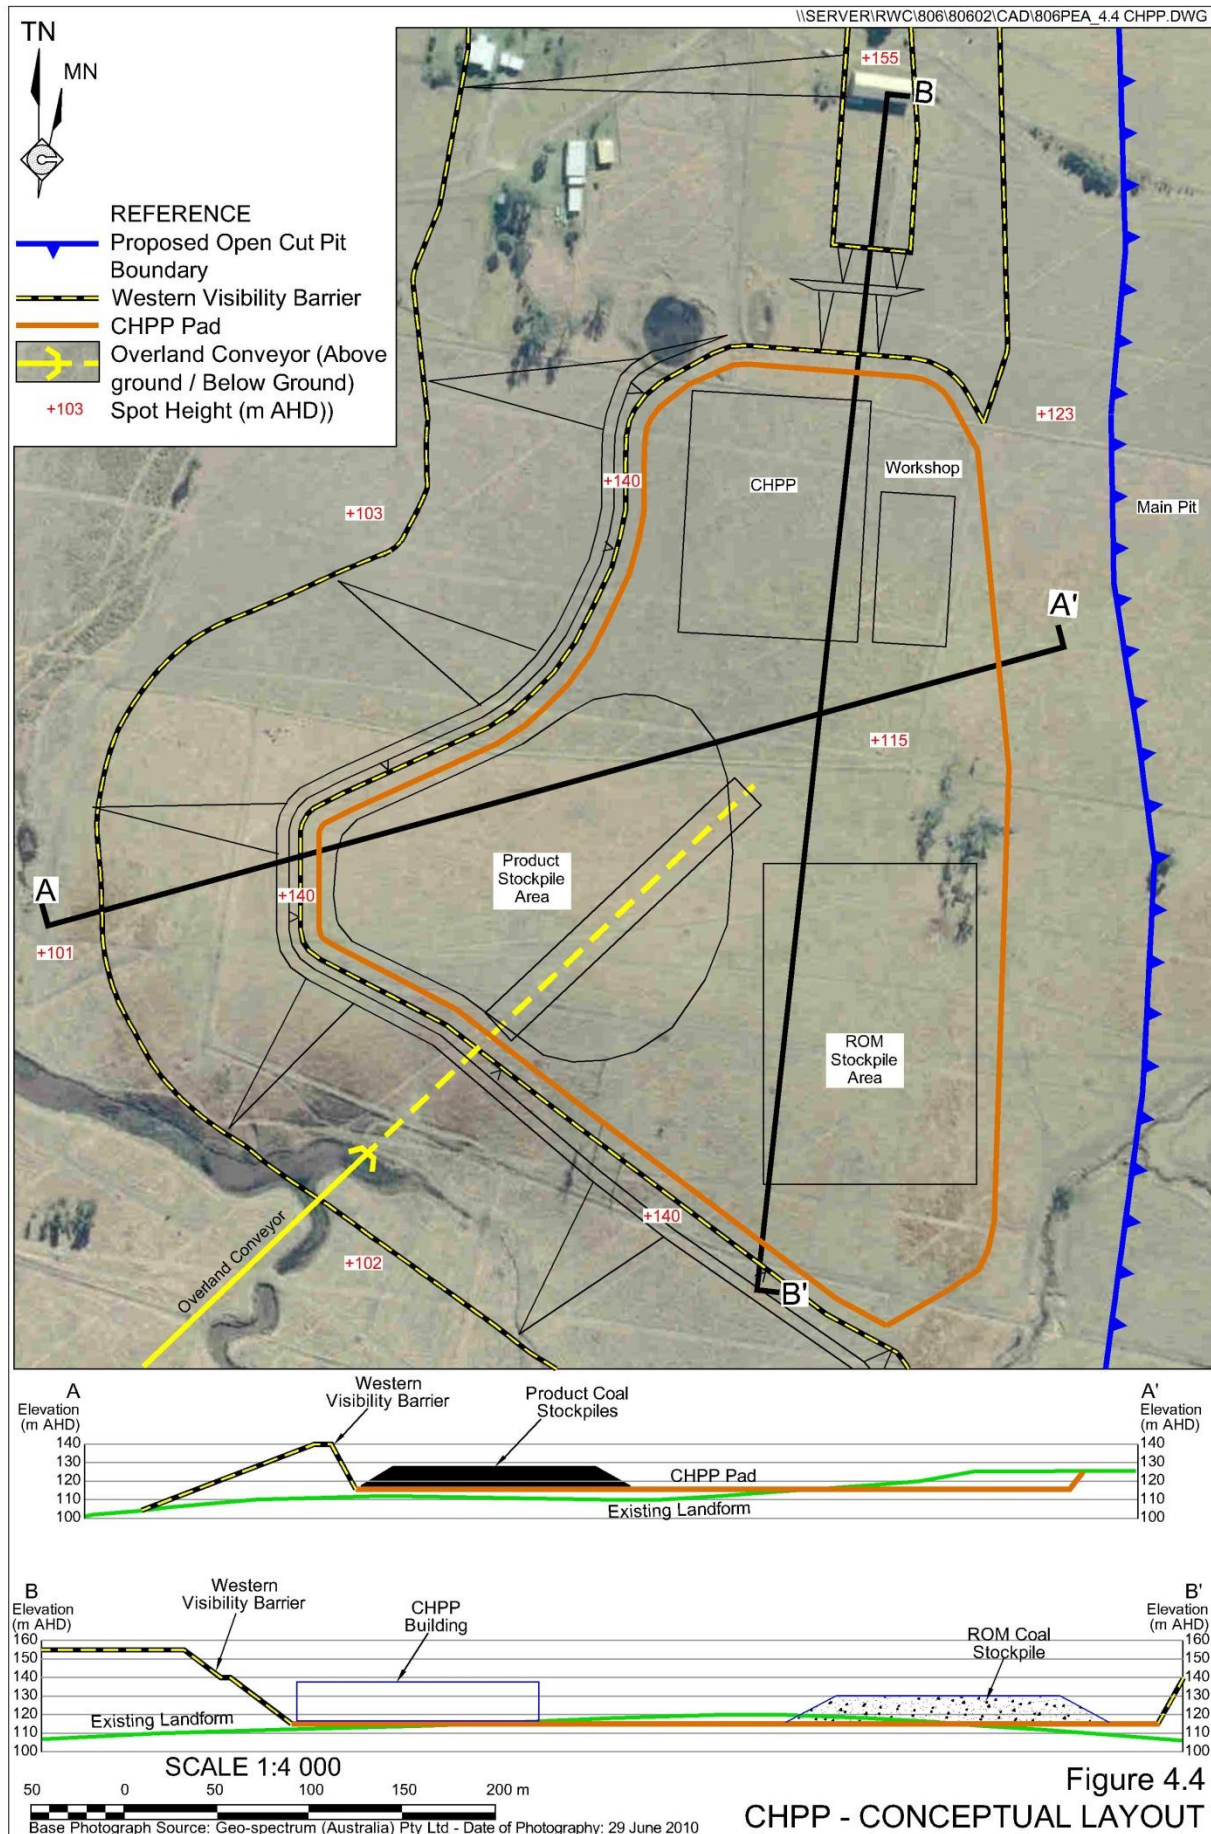 \\SERVER\RWC\806\80602\CAD\806PEA_4.4 CHPP.DWG
TN
MN
REFERENCE
Proposed Open Cut Pit
Boundary
Western Visibility Barrier
CHPP Pad
Overland Conveyor (Above
ground / Below Ground)
+103 Spot Height (m AHD))
+155
B
+123
+140
CHPP
Workshop
+103
Main Pit
A'
+115
Product
Stockpile
Area
A
+140
+101
ROM
Stockpile
Area
+140
Overland Conveyor
+102
B'
A
Elevation
(m AHD)
Western
Visibility Barrier
Product Coal
Stockpiles
A'
Elevation
(m AHD)
140 140
130 130
120 CHPP Pad 120
110 110
100 Existing Landform 100
B
Elevation
(m AHD)
Western
Visibility Barrier
CHPP
Building
ROM Coal
Stockpile
B'
Elevation
(m AHD)
160 160
150 150
140 140
130 130
120 Existing Landform 120
110 110
100 100
SCALE 1:4 000
50 0 50 100 150 200 m
Base Photograph Source: Geo-spectrum (Australia) Pty Ltd - Date of Photography: 29 June 2010
Figure 4.4
CHPP - CONCEPTUAL LAYOUT